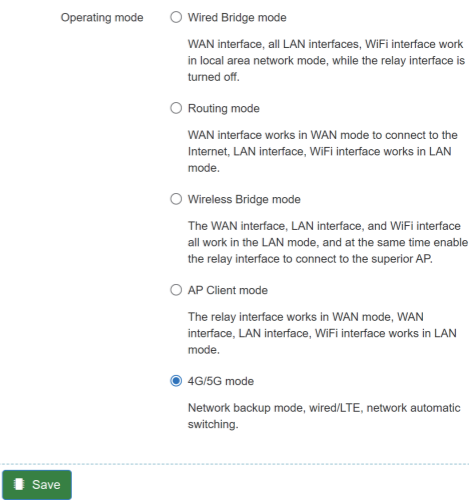 Operating mode
Wired Bridge mode
WAN interface, all LAN interfaces, WiFi interface work
in local area network mode, while the relay interface is
turned off.
Routing mode
WAN interface works in WAN mode to connect to the
Internet, LAN interface, WiFi interface works in LAN
mode.
Wireless Bridge mode
The WAN interface, LAN interface, and WiFi interface
all work in the LAN mode, and at the same time enable
the relay interface to connect to the superior AP.
AP Client mode
The relay interface works in WAN mode, WAN
interface, LAN interface, WiFi interface works in LAN
mode.
4G/5G mode
Network backup mode, wired/LTE, network automatic
switching.
Save